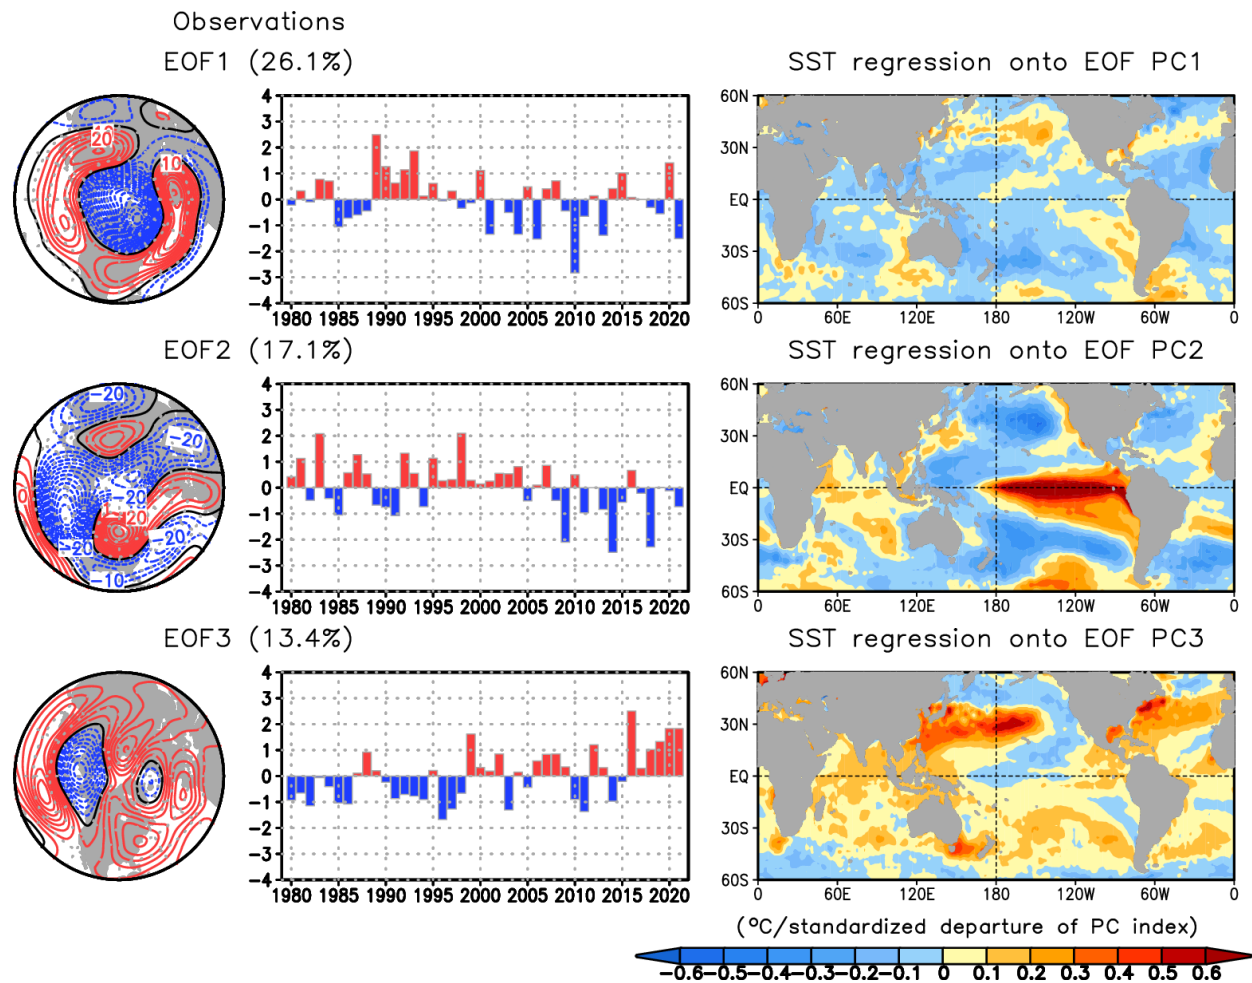 Observations
EOF1 (26.1%)
SST regression onto EOF PC1
20
10
4
3
2
1
0
-1
-2
-3
-4
1980 1985 1990 1995 2000 2005 2010 2015 2020
60N
30N
EQ
30S
60S
0 60E 120E 180 120W 60W 0
EOF2 (17.1%)
SST regression onto EOF PC2
-20
-20
-20
20
-20
-20
-10
0
4
3
2
1
0
-1
-2
-3
-4
1980 1985 1990 1995 2000 2005 2010 2015 2020
60N
30N
EQ
30S
60S
0 60E 120E 180 120W 60W 0
EOF3 (13.4%)
SST regression onto EOF PC3
4
3
2
1
0
-1
-2
-3
-4
1980 1985 1990 1995 2000 2005 2010 2015 2020
60N
30N
EQ
30S
60S
0 60E 120E 180 120W 60W 0
(°C/standardized departure of PC index)
-0.6 -0.5 -0.4 -0.3 -0.2 -0.1 0 0.1 0.2 0.3 0.4 0.5 0.6